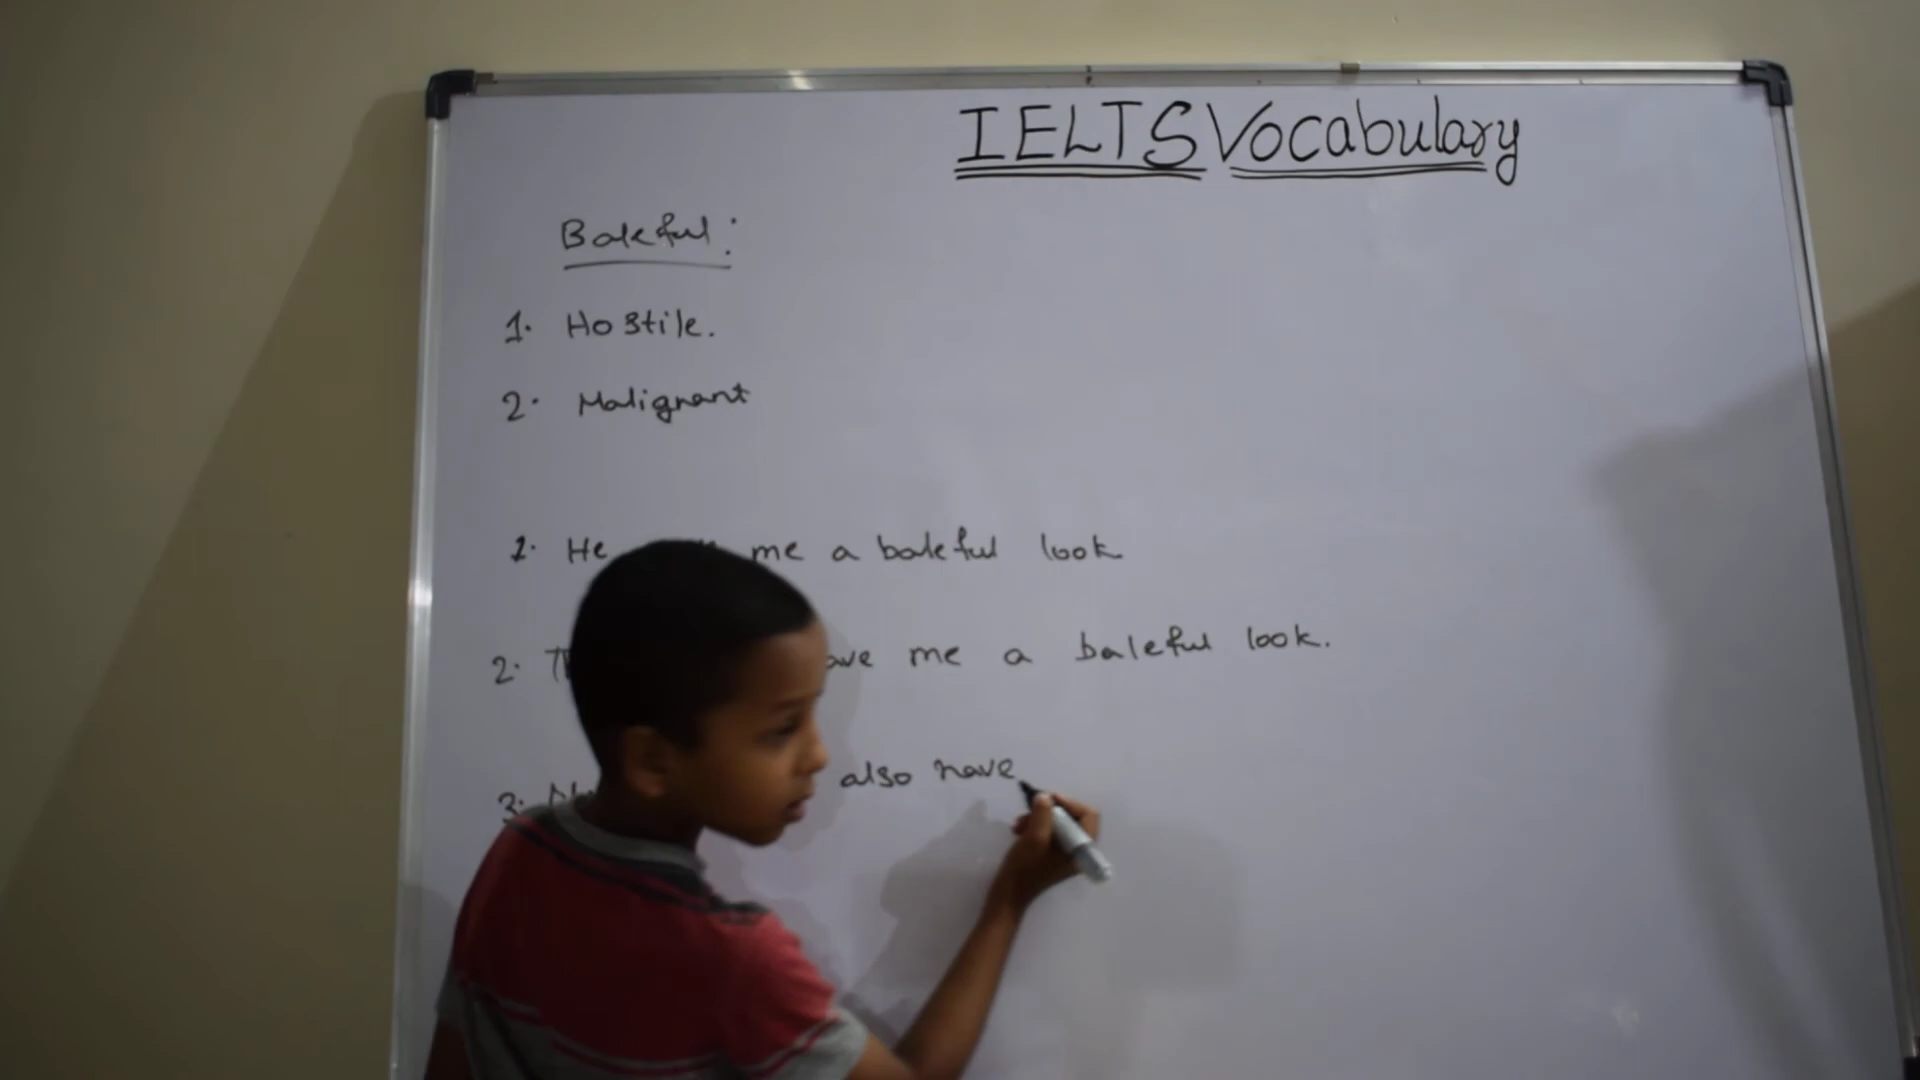 IELTS Vocabulary
Baleful:
1. Hostile.
2. Malignant
1. He me a baleful look
2. me a baleful look.
3. also have